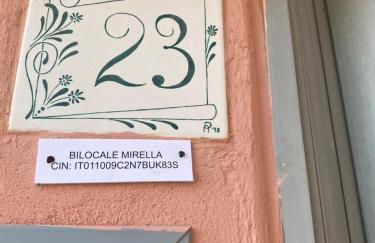 23
BILOCALE MIRELLA
CIN: IT011009C2N7BUK83S